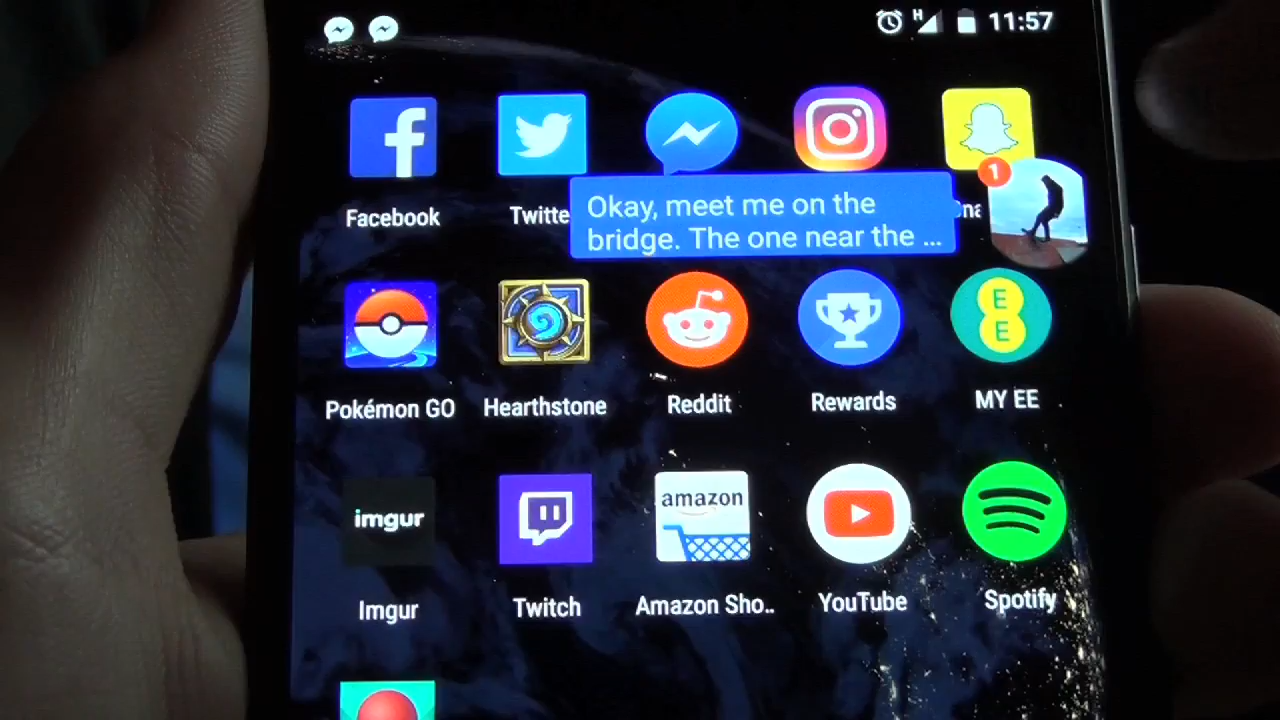 H 11:57
f
Facebook
Twitte
1
Okay, meet me on the
bridge. The one near the ...
Pokémon GO
Hearthstone
Reddit
Rewards
E
E
MY EE
imgur
Imgur
Twitch
amazon
Amazon Sho..
YouTube
Spotify